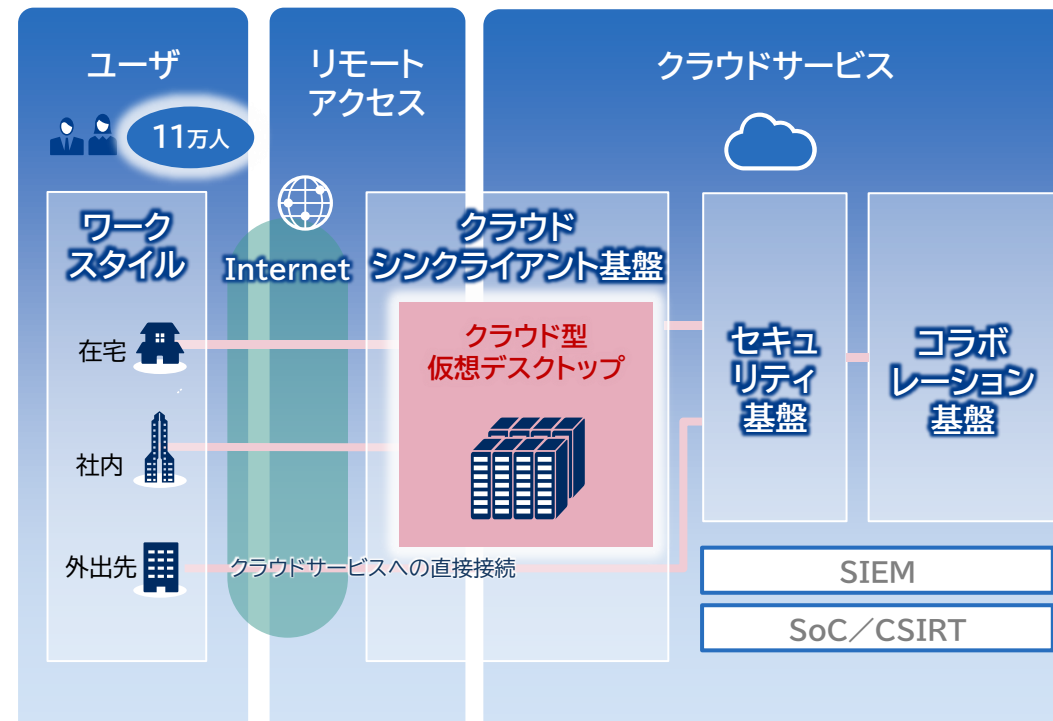 ユーザ
11万人
リモート
アクセス
クラウドサービス
ワーク
スタイル
在宅
社内
外出先
Internet
クラウド
シンクライアント基盤
クラウド型
仮想デスクトップ
クラウドサービスへの直接接続
セキュ
リティ
基盤
コラボ
レーション
基盤
SIEM
SoC／CSIRT